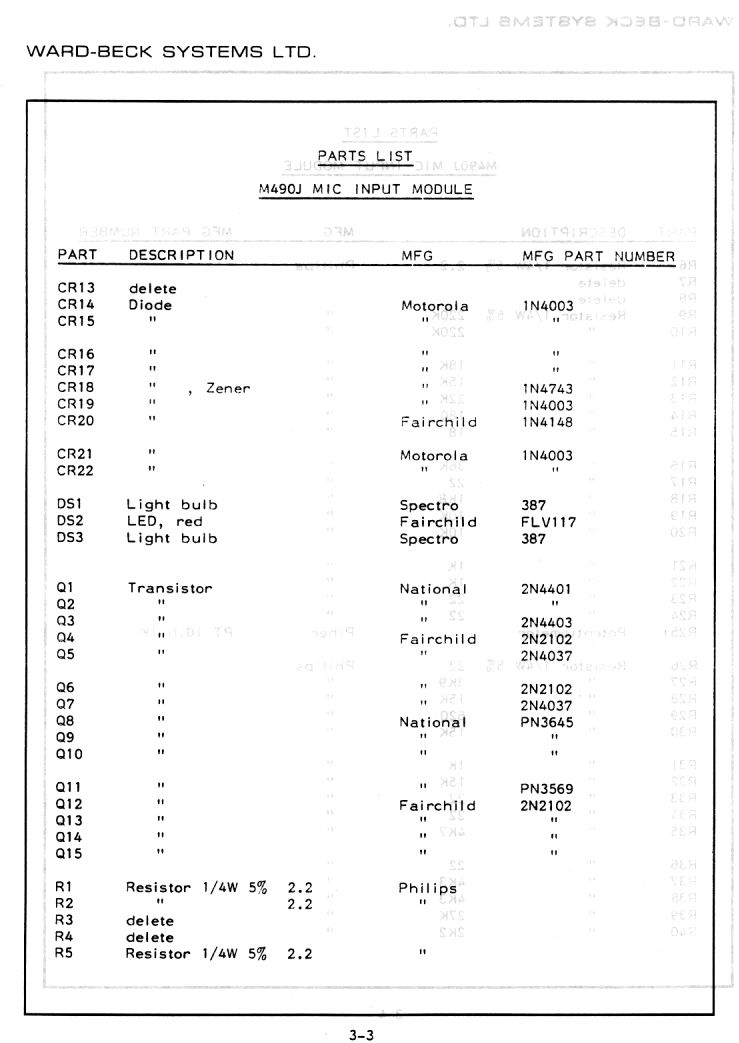 WARD-BECK SYSTEMS LTD.
PARTS LIST
M490J MIC INPUT MODULE
PART DESCRIPTION MFG MFG PART NUMBER
CR13 delete
CR14 Diode Motorola 1N4003
CR15 " " "
CR16 " " "
CR17 " " "
CR18 " , Zener " 1N4743
CR19 " 1N4003
CR20 " Fairchild 1N4148
CR21 " Motorola 1N4003
CR22 " " "
DS1 Light bulb Spectro 387
DS2 LED, red Fairchild FLV117
DS3 Light bulb Spectro 387
Q1 Transistor National 2N4401
Q2 " " "
Q3 " " 2N4403
Q4 " Fairchild 2N2102
Q5 " " 2N4037
Q6 " " 2N2102
Q7 " " 2N4037
Q8 " National PN3645
Q9 " " "
Q10 " " "
Q11 " " PN3569
Q12 " Fairchild 2N2102
Q13 " " "
Q14 " " "
Q15 " " "
R1 Resistor 1/4W 5% 2.2 Philips
R2 " 2.2 "
R3 delete
R4 delete
R5 Resistor 1/4W 5% 2.2 "
3-3